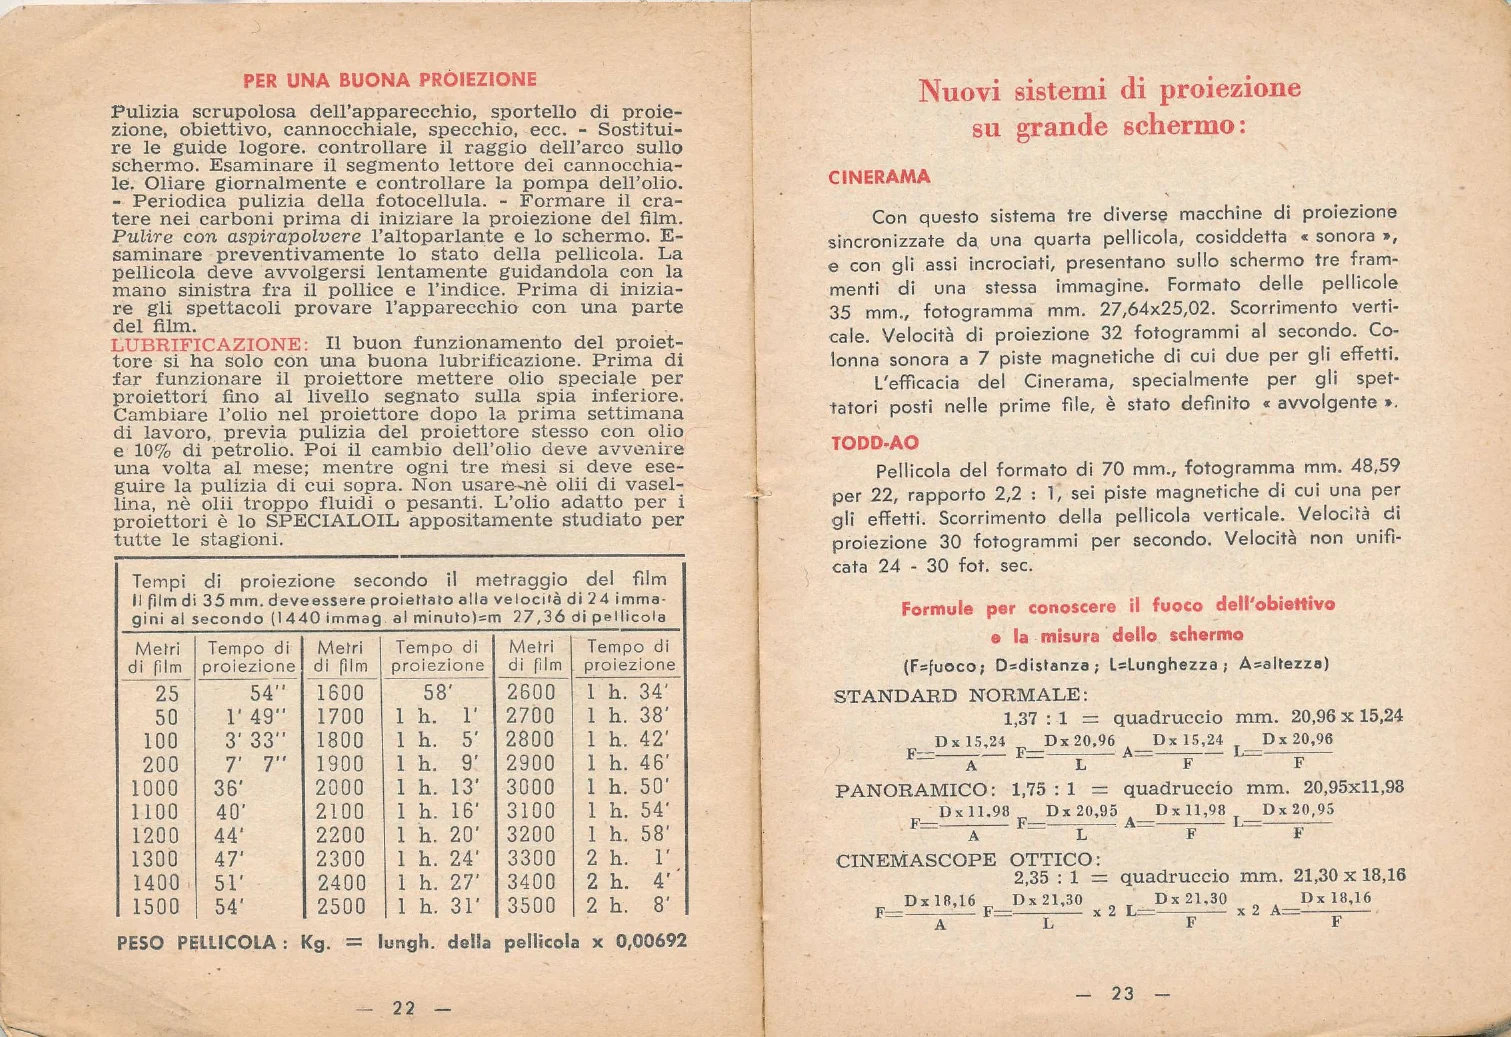 PER UNA BUONA PROIEZIONE
Pulizia scrupolosa dell'apparecchio, sportello di proie-
zione, obiettivo, cannocchiale, specchio, ecc. - Sostitui-
re le guide logore. controllare il raggio dell'arco sullo
schermo. Esaminare il segmento lettore dei cannocchia-
le. Oliare giornalmente e controllare la pompa dell'olio.
- Periodica pulizia della fotocellula. - Formare il cra-
tere nei carboni prima di iniziare la proiezione del film.
Pulire con aspirapolvere l'altoparlante e lo schermo. E-
saminare preventivamente lo stato della pellicola. La
pellicola deve avvolgersi lentamente guidandola con la
mano sinistra fra il pollice e l'indice. Prima di inizia-
re gli spettacoli provare l'apparecchio con una parte
del film.
LUBRIFICAZIONE: Il buon funzionamento del proiet-
tore si ha solo con una buona lubrificazione. Prima di
far funzionare il proiettore mettere olio speciale per
proiettori fino al livello segnato sulla spia inferiore.
Cambiare l'olio nel proiettore dopo la prima settimana
di lavoro, previa pulizia del proiettore stesso con olio
e 10% di petrolio. Poi il cambio dell'olio deve avvenire
una volta al mese; mentre ogni tre mesi si deve ese-
guire la pulizia di cui sopra. Non usare nè olii di vasel-
lina, nè olii troppo fluidi o pesanti. L'olio adatto per i
proiettori è lo SPECIALOIL appositamente studiato per
tutte le stagioni.
Tempi di proiezione secondo il metraggio del film
Il film di 35 mm. deve essere proiettato alla velocità di 24 imma-
gini al secondo (1440 immag. al minuto)=m 27,36 di pellicola
Metri di film | Tempo di proiezione | Metri di film | Tempo di proiezione | Metri di film | Tempo di proiezione
25 54'' 1600 58' 2600 1 h. 34'
50 1' 49'' 1700 1 h. 1' 2700 1 h. 38'
100 3' 33'' 1800 1 h. 5' 2800 1 h. 42'
200 7' 7'' 1900 1 h. 9' 2900 1 h. 46'
1000 36' 2000 1 h. 13' 3000 1 h. 50'
1100 40' 2100 1 h. 16' 3100 1 h. 54'
1200 44' 2200 1 h. 20' 3200 1 h. 58'
1300 47' 2300 1 h. 24' 3300 2 h. 1'
1400 51' 2400 1 h. 27' 3400 2 h. 4'
1500 54' 2500 1 h. 31' 3500 2 h. 8'
PESO PELLICOLA: Kg. = lungh. della pellicola x 0,00692
— 22 —
Nuovi sistemi di proiezione
su grande schermo:
CINERAMA
Con questo sistema tre diverse macchine di proiezione
sincronizzate da una quarta pellicola, cosiddetta « sonora »,
e con gli assi incrociati, presentano sullo schermo tre fram-
menti di una stessa immagine. Formato delle pellicole
35 mm., fotogramma mm. 27,64x25,02. Scorrimento verti-
cale. Velocità di proiezione 32 fotogrammi al secondo. Co-
lonna sonora a 7 piste magnetiche di cui due per gli effetti.
L'efficacia del Cinerama, specialmente per gli spet-
tatori posti nelle prime file, è stato definito « avvolgente ».
TODD-AO
Pellicola del formato di 70 mm., fotogramma mm. 48,59
per 22, rapporto 2,2 : 1, sei piste magnetiche di cui una per
gli effetti. Scorrimento della pellicola verticale. Velocità di
proiezione 30 fotogrammi per secondo. Velocità non unifi-
cata 24 - 30 fot. sec.
Formule per conoscere il fuoco dell'obiettivo
e la misura dello schermo
(F=fuoco; D=distanza; L=Lunghezza; A=altezza)
STANDARD NORMALE:
1,37 : 1 = quadruccio mm. 20,96 x 15,24
F= D x 15,24 / A F= D x 20,96 / L A= D x 15,24 / F L= D x 20,96 / F
PANORAMICO: 1,75 : 1 = quadruccio mm. 20,95x11,98
F= D x 11.98 / A F= D x 20,95 / L A= D x 11,98 / F L= D x 20,95 / F
CINEMASCOPE OTTICO:
2,35 : 1 = quadruccio mm. 21,30 x 18,16
F= D x 18,16 / A F= D x 21,30 / L x 2 L= D x 21,30 / F x 2 A= D x 18,16 / F
— 23 —